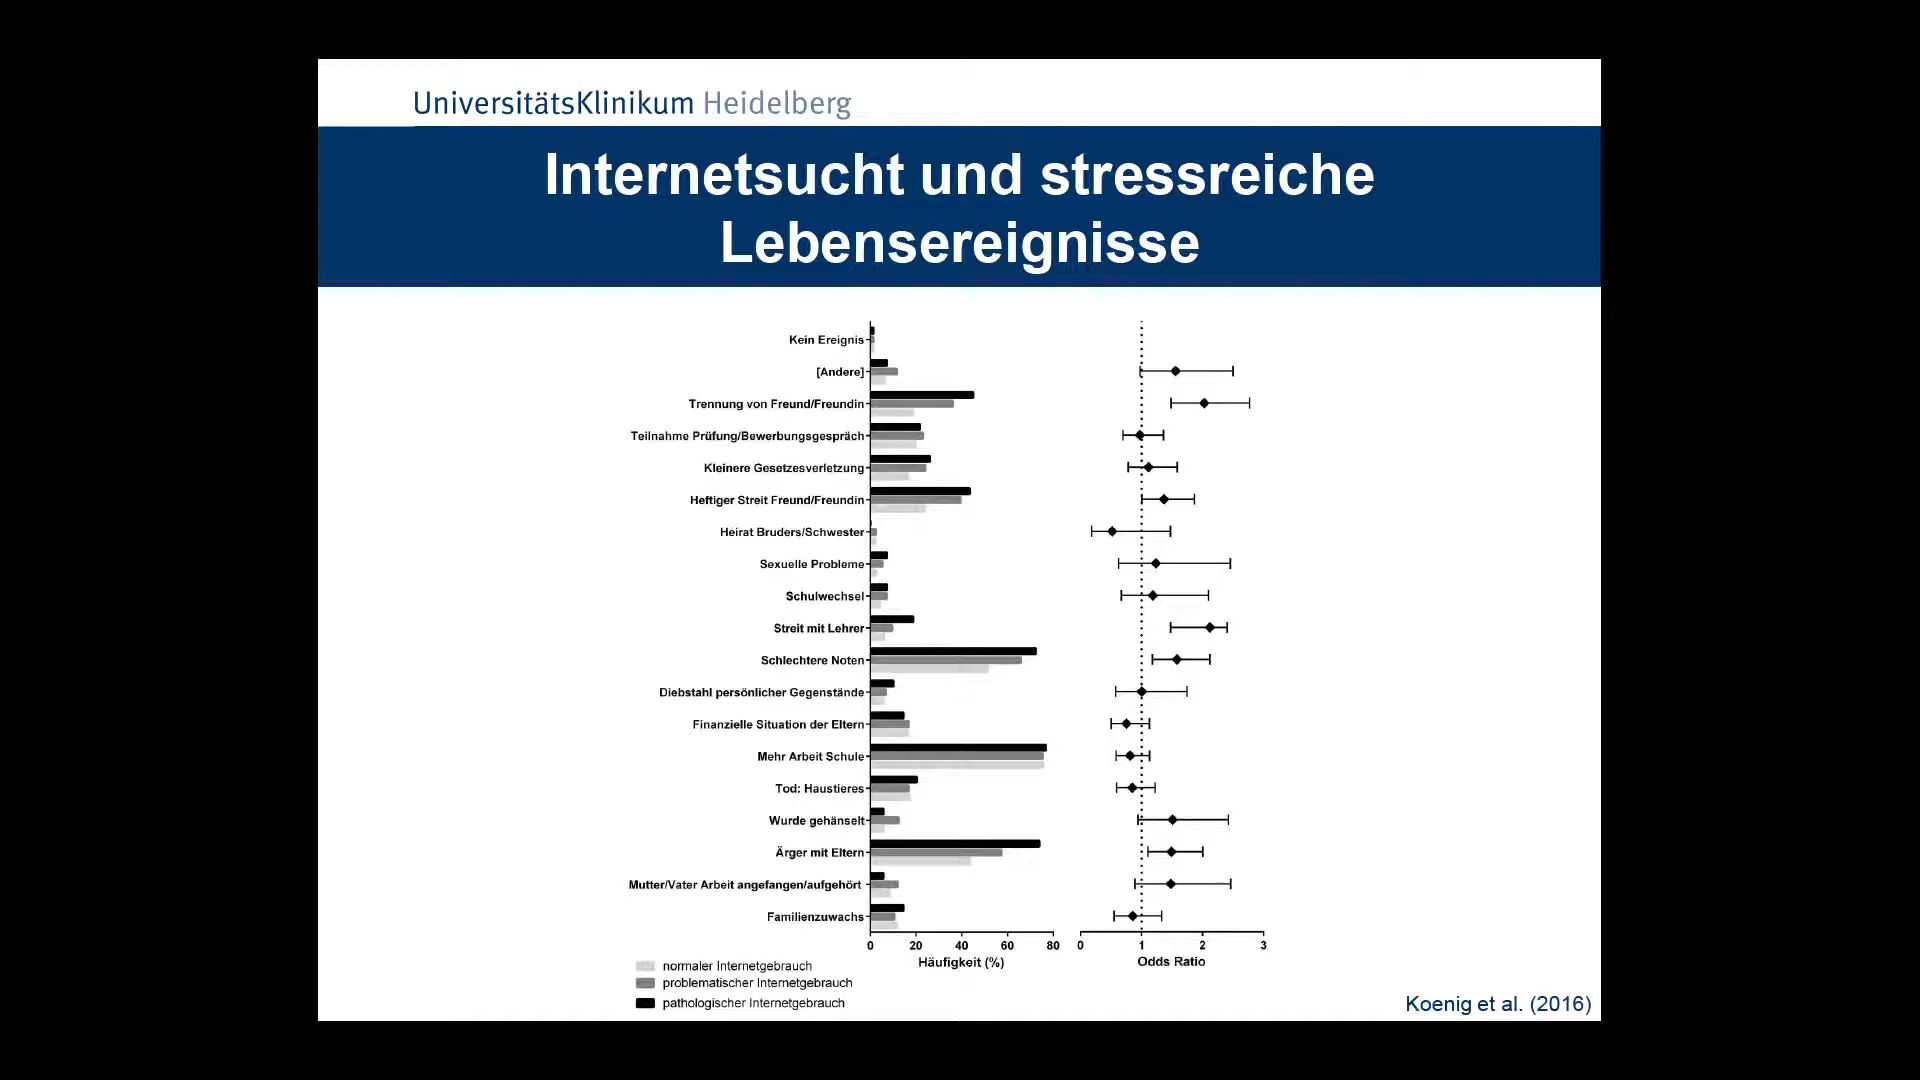 UniversitätsKlinikum Heidelberg
Internetsucht und stressreiche
Lebensereignisse
Kein Ereignis
[Andere]
Trennung von Freund/Freundin
Teilnahme Prüfung/Bewerbungsgespräch
Kleinere Gesetzesverletzung
Heftiger Streit Freund/Freundin
Heirat Bruders/Schwester
Sexuelle Probleme
Schulwechsel
Streit mit Lehrer
Schlechtere Noten
Diebstahl persönlicher Gegenstände
Finanzielle Situation der Eltern
Mehr Arbeit Schule
Tod: Haustieres
Wurde gehänselt
Ärger mit Eltern
Mutter/Vater Arbeit angefangen/aufgehört
Familienzuwachs
0 20 40 60 80
Häufigkeit (%)
0 1 2 3
Odds Ratio
normaler Internetgebrauch
problematischer Internetgebrauch
pathologischer Internetgebrauch
Koenig et al. (2016)